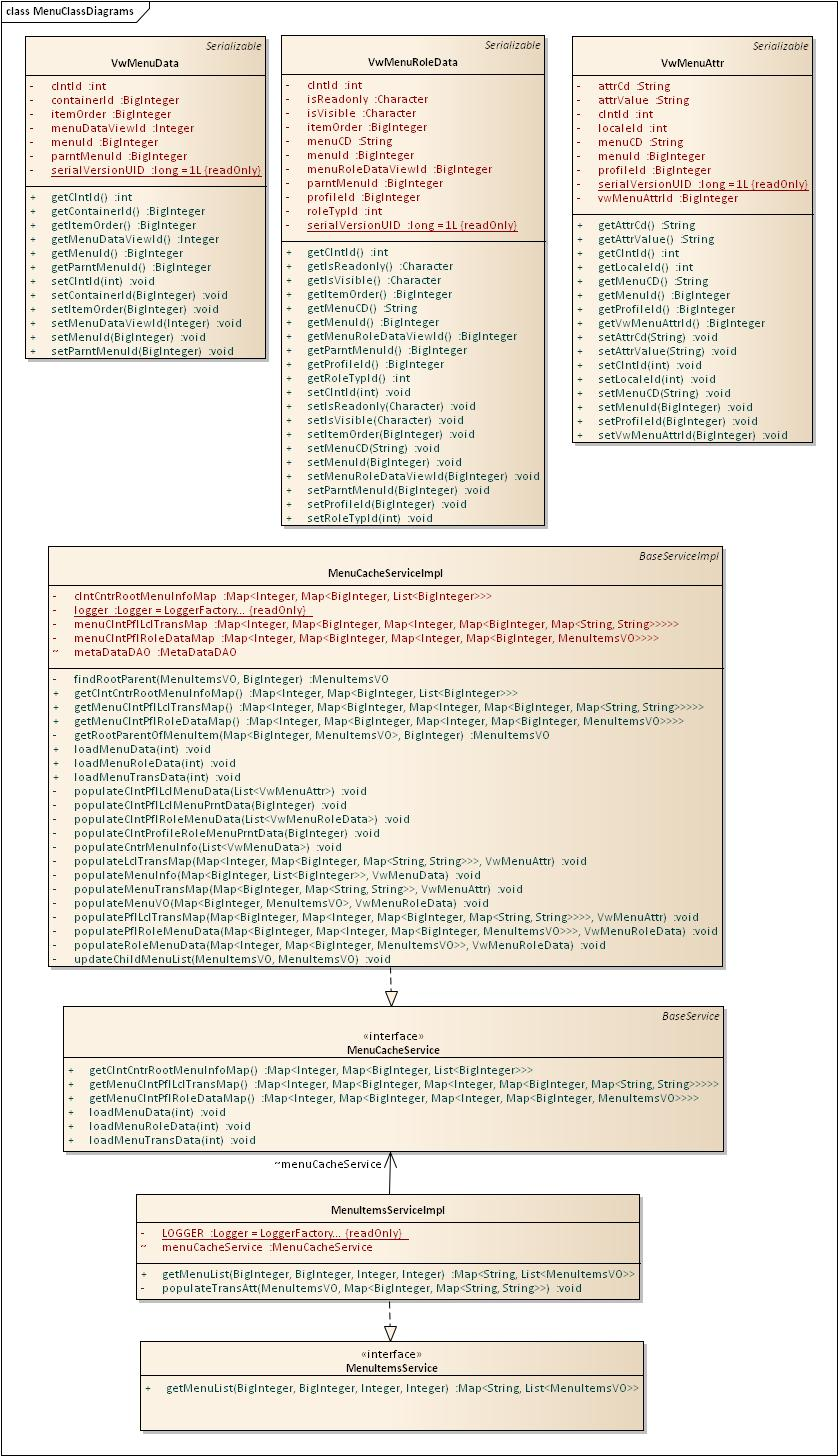 class MenuClassDiagrams
Serializable
VwMenuData
- clntId :int
- containerId :BigInteger
- itemOrder :BigInteger
- menuDataViewId :Integer
- menuId :BigInteger
- parntMenuId :BigInteger
- serialVersionUID :long = 1L {readOnly}
+ getClntId() :int
+ getContainerId() :BigInteger
+ getItemOrder() :BigInteger
+ getMenuDataViewId() :Integer
+ getMenuId() :BigInteger
+ getParntMenuId() :BigInteger
+ setClntId(int) :void
+ setContainerId(BigInteger) :void
+ setItemOrder(BigInteger) :void
+ setMenuDataViewId(Integer) :void
+ setMenuId(BigInteger) :void
+ setParntMenuId(BigInteger) :void
Serializable
VwMenuRoleData
- clntId :int
- isReadonly :Character
- isVisible :Character
- itemOrder :BigInteger
- menuCD :String
- menuId :BigInteger
- menuRoleDataViewId :BigInteger
- parntMenuId :BigInteger
- profileId :BigInteger
- roleTypId :int
- serialVersionUID :long = 1L {readOnly}
+ getClntId() :int
+ getIsReadonly() :Character
+ getIsVisible() :Character
+ getItemOrder() :BigInteger
+ getMenuCD() :String
+ getMenuId() :BigInteger
+ getMenuRoleDataViewId() :BigInteger
+ getParntMenuId() :BigInteger
+ getProfileId() :BigInteger
+ getRoleTypId() :int
+ setClntId(int) :void
+ setIsReadonly(Character) :void
+ setIsVisible(Character) :void
+ setItemOrder(BigInteger) :void
+ setMenuCD(String) :void
+ setMenuId(BigInteger) :void
+ setMenuRoleDataViewId(BigInteger) :void
+ setParntMenuId(BigInteger) :void
+ setProfileId(BigInteger) :void
+ setRoleTypId(int) :void
Serializable
VwMenuAttr
- attrCd :String
- attrValue :String
- clntId :int
- localeId :int
- menuCD :String
- menuId :BigInteger
- profileId :BigInteger
- serialVersionUID :long = 1L {readOnly}
- vwMenuAttrId :BigInteger
+ getAttrCd() :String
+ getAttrValue() :String
+ getClntId() :int
+ getLocaleId() :int
+ getMenuCD() :String
+ getMenuId() :BigInteger
+ getProfileId() :BigInteger
+ getVwMenuAttrId() :BigInteger
+ setAttrCd(String) :void
+ setAttrValue(String) :void
+ setClntId(int) :void
+ setLocaleId(int) :void
+ setMenuCD(String) :void
+ setMenuId(BigInteger) :void
+ setProfileId(BigInteger) :void
+ setVwMenuAttrId(BigInteger) :void
BaseServiceImpl
MenuCacheServiceImpl
- clntCntrRootMenuInfoMap :Map<Integer, Map<BigInteger, List<BigInteger>>>
- logger :Logger = LoggerFactory... {readOnly}
- menuClntPflLclTransMap :Map<Integer, Map<BigInteger, Map<Integer, Map<BigInteger, Map<String, String>>>>>
- menuClntPflRoleDataMap :Map<Integer, Map<BigInteger, Map<Integer, Map<BigInteger, MenuItemsVO>>>>
~ metaDataDAO :MetaDataDAO
- findRootParent(MenuItemsVO, BigInteger) :MenuItemsVO
+ getClntCntrRootMenuInfoMap() :Map<Integer, Map<BigInteger, List<BigInteger>>>
+ getMenuClntPflLclTransMap() :Map<Integer, Map<BigInteger, Map<Integer, Map<BigInteger, Map<String, String>>>>>
+ getMenuClntPflRoleDataMap() :Map<Integer, Map<BigInteger, Map<Integer, Map<BigInteger, MenuItemsVO>>>>
- getRootParentOfMenuItem(Map<BigInteger, MenuItemsVO>, BigInteger) :MenuItemsVO
+ loadMenuData(int) :void
+ loadMenuRoleData(int) :void
+ loadMenuTransData(int) :void
- populateClntPflLclMenuData(List<VwMenuAttr>) :void
- populateClntPflLclMenuPrntData(BigInteger) :void
- populateClntPflRoleMenuData(List<VwMenuRoleData>) :void
- populateClntProfileRoleMenuPrntData(BigInteger) :void
- populateCntrMenuInfo(List<VwMenuData>) :void
- populateLclTransMap(Map<Integer, Map<BigInteger, Map<String, String>>>, VwMenuAttr) :void
- populateMenuInfo(Map<BigInteger, List<BigInteger>>, VwMenuData) :void
- populateMenuTransMap(Map<BigInteger, Map<String, String>>, VwMenuAttr) :void
- populateMenuVO(Map<BigInteger, MenuItemsVO>, VwMenuRoleData) :void
- populatePflLclTransMap(Map<BigInteger, Map<Integer, Map<BigInteger, Map<String, String>>>>, VwMenuAttr) :void
- populatePflRoleMenuData(Map<BigInteger, Map<Integer, Map<BigInteger, MenuItemsVO>>>, VwMenuRoleData) :void
- populateRoleMenuData(Map<Integer, Map<BigInteger, MenuItemsVO>>, VwMenuRoleData) :void
- updateChildMenuList(MenuItemsVO, MenuItemsVO) :void
BaseService
«interface»
MenuCacheService
+ getClntCntrRootMenuInfoMap() :Map<Integer, Map<BigInteger, List<BigInteger>>>
+ getMenuClntPflLclTransMap() :Map<Integer, Map<BigInteger, Map<Integer, Map<BigInteger, Map<String, String>>>>>
+ getMenuClntPflRoleDataMap() :Map<Integer, Map<BigInteger, Map<Integer, Map<BigInteger, MenuItemsVO>>>>
+ loadMenuData(int) :void
+ loadMenuRoleData(int) :void
+ loadMenuTransData(int) :void
~menuCacheService
MenuItemsServiceImpl
- LOGGER :Logger = LoggerFactory... {readOnly}
~ menuCacheService :MenuCacheService
+ getMenuList(BigInteger, BigInteger, Integer, Integer) :Map<String, List<MenuItemsVO>>
- populateTransAtt(MenuItemsVO, Map<BigInteger, Map<String, String>>) :void
«interface»
MenuItemsService
+ getMenuList(BigInteger, BigInteger, Integer, Integer) :Map<String, List<MenuItemsVO>>